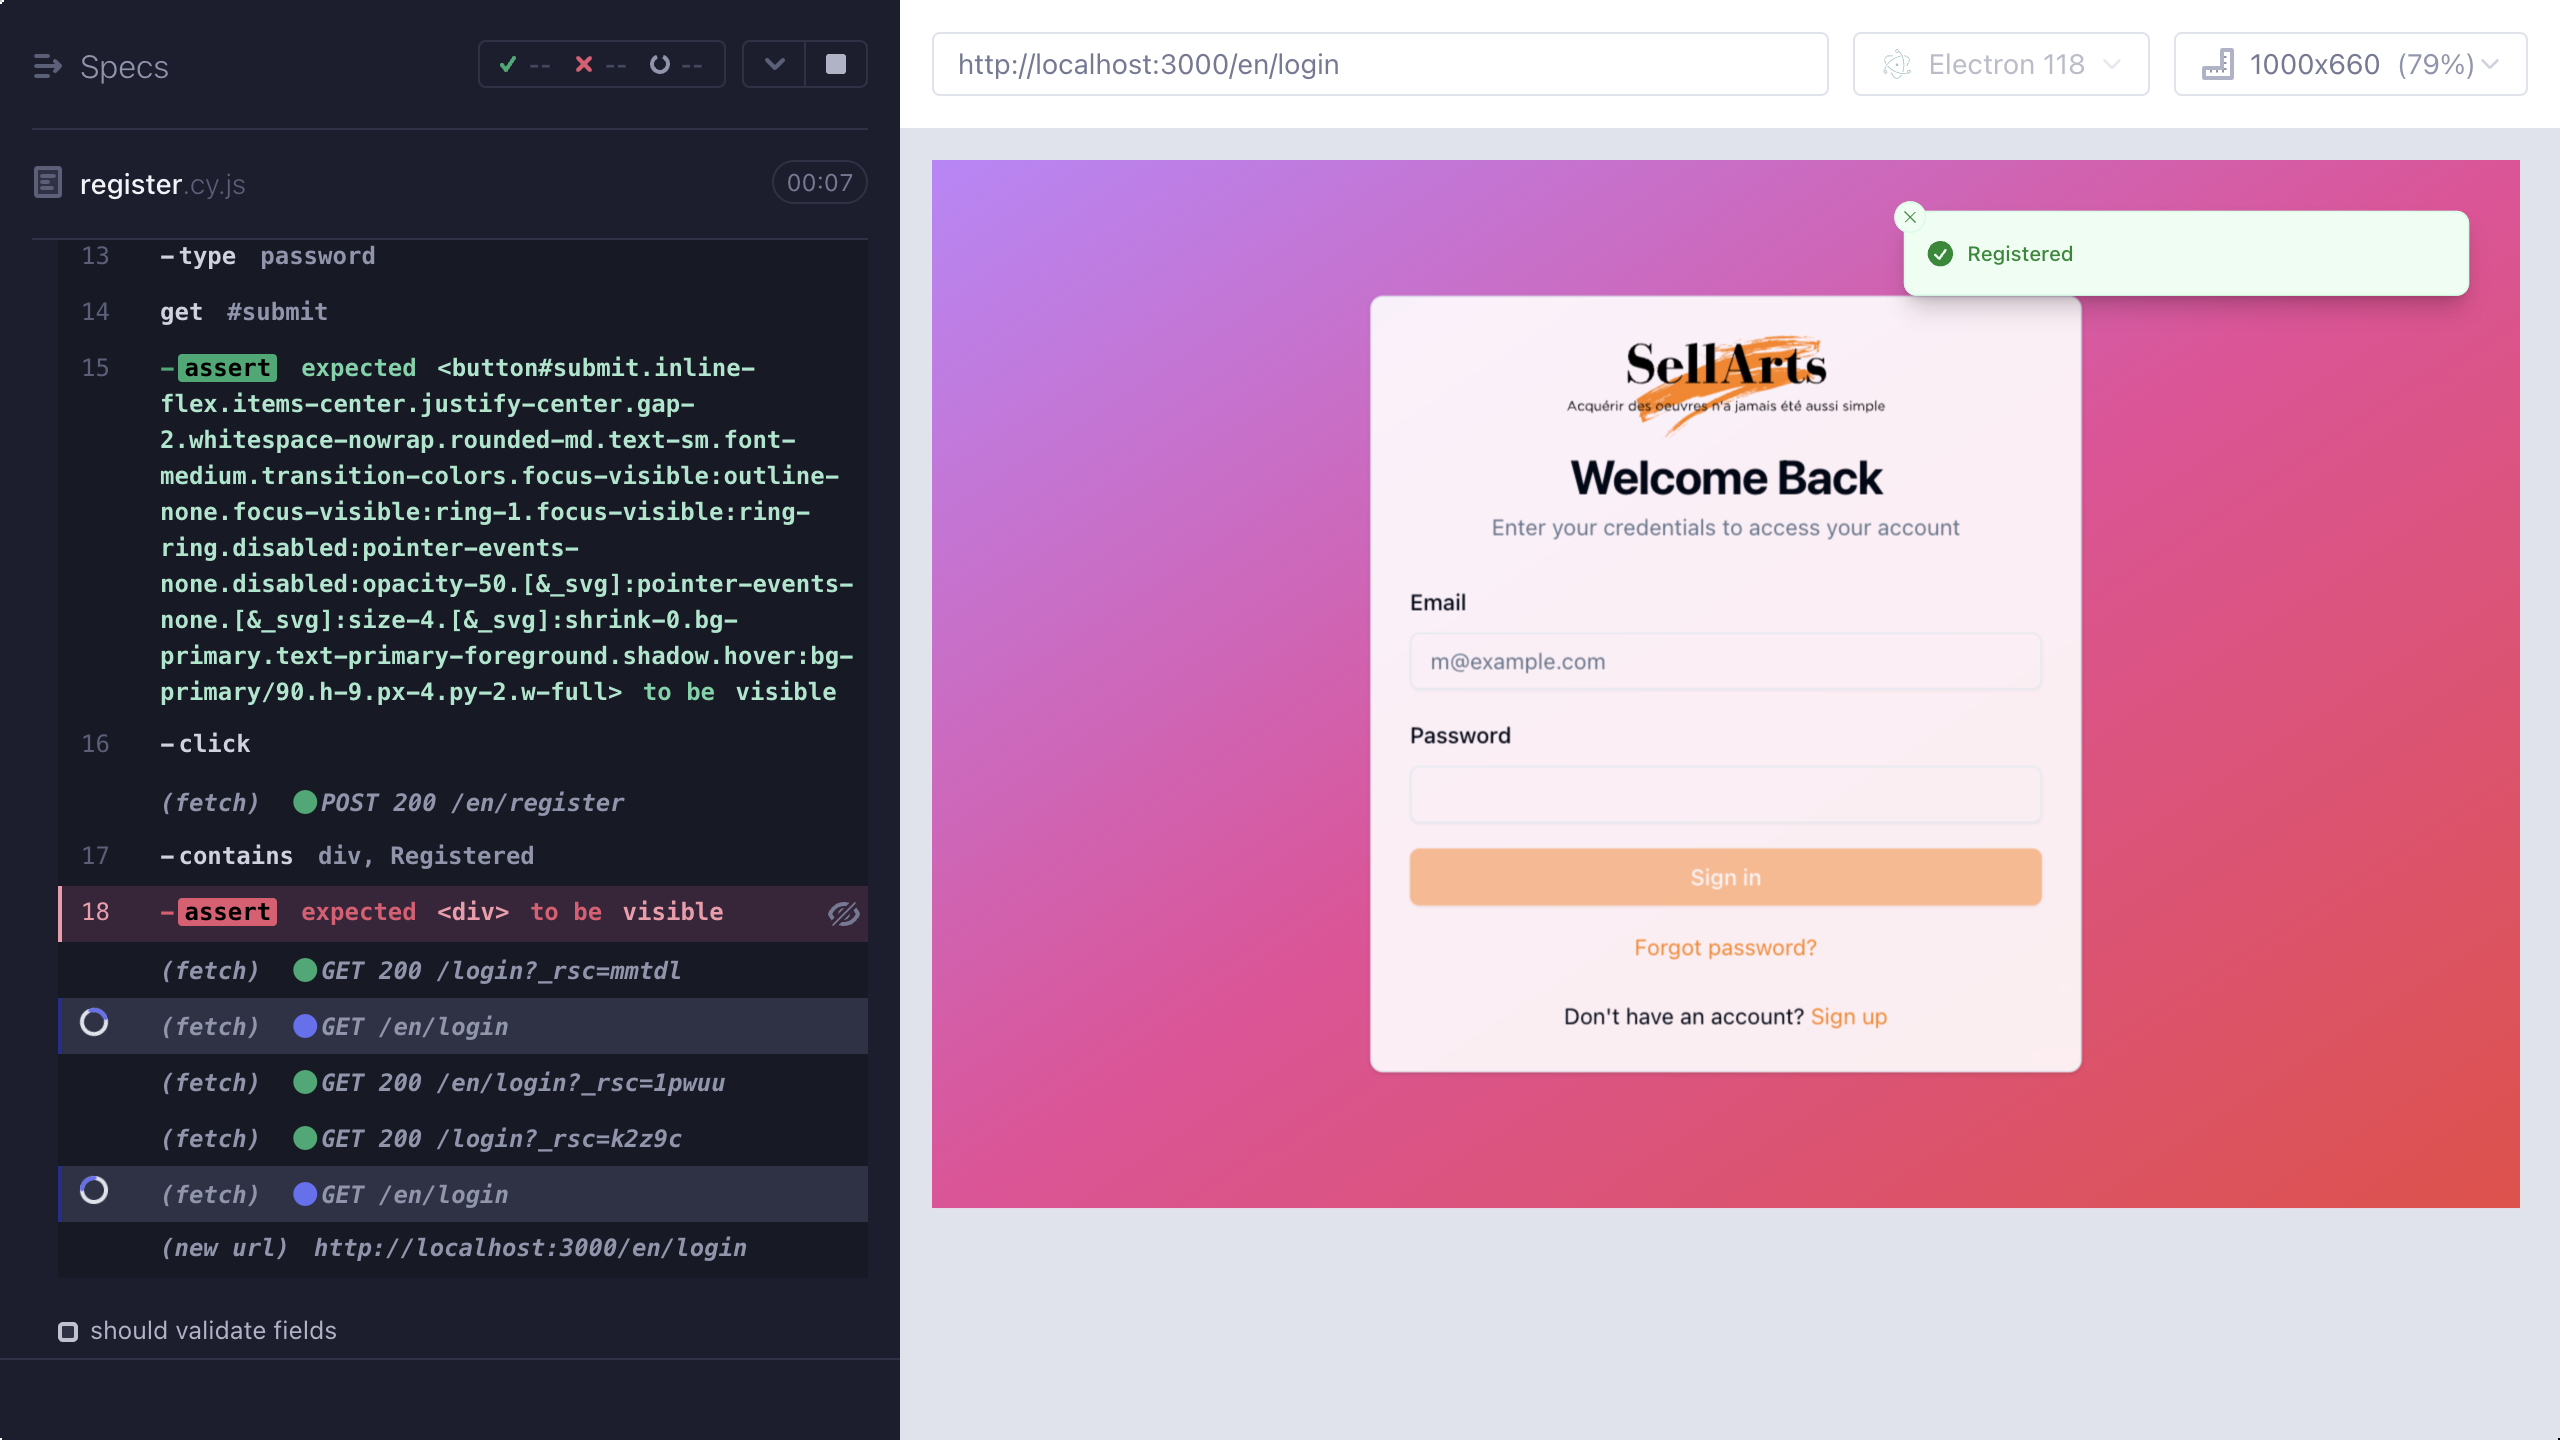 Specs
-- -- --
register.cy.js
00:07
13 -type password
14 get #submit
15 -assert expected <button#submit.inline-
flex.items-center.justify-center.gap-
2.whitespace-nowrap.rounded-md.text-sm.font-
medium.transition-colors.focus-visible:outline-
none.focus-visible:ring-1.focus-visible:ring-
ring.disabled:pointer-events-
none.disabled:opacity-50.[&_svg]:pointer-events-
none.[&_svg]:size-4.[&_svg]:shrink-0.bg-
primary.text-primary-foreground.shadow.hover:bg-
primary/90.h-9.px-4.py-2.w-full> to be visible
16 -click
(fetch) POST 200 /en/register
17 -contains div, Registered
18 -assert expected <div> to be visible
(fetch) GET 200 /login?_rsc=mmtdl
(fetch) GET /en/login
(fetch) GET 200 /en/login?_rsc=1pwuu
(fetch) GET 200 /login?_rsc=k2z9c
(fetch) GET /en/login
(new url) http://localhost:3000/en/login
should validate fields
http://localhost:3000/en/login
Electron 118
1000x660 (79%)
Registered
SellArts
Acquérir des oeuvres n'a jamais été aussi simple
Welcome Back
Enter your credentials to access your account
Email
m@example.com
Password
Sign in
Forgot password?
Don't have an account? Sign up